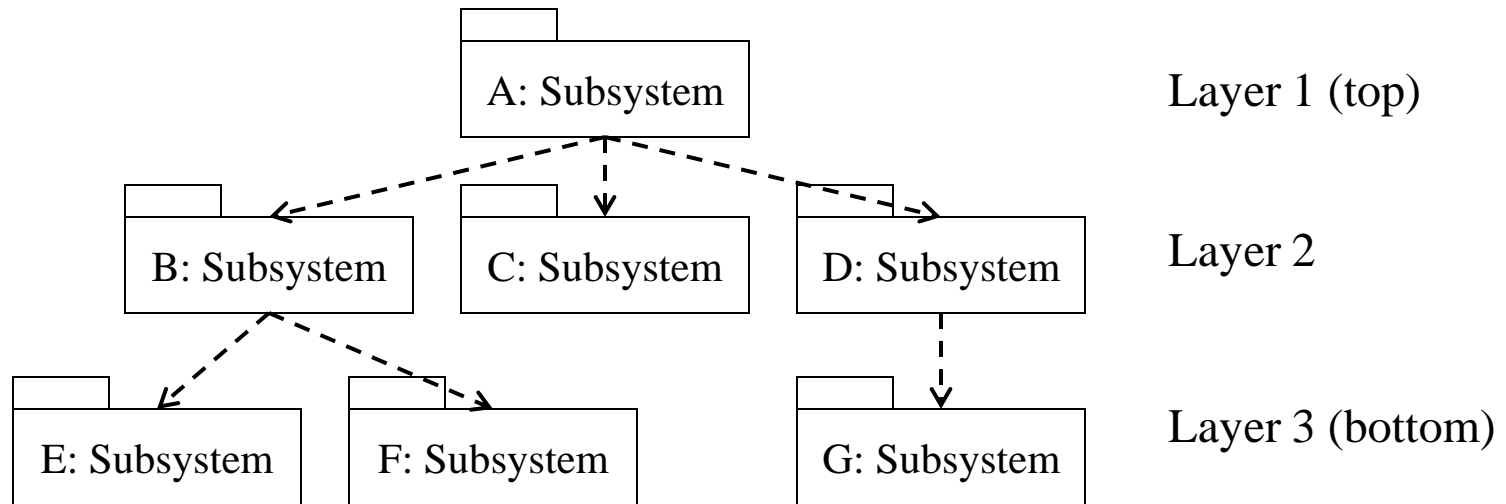 A: Subsystem
Layer 1 (top)
B: Subsystem
C: Subsystem
D: Subsystem
Layer 2
E: Subsystem
F: Subsystem
G: Subsystem
Layer 3 (bottom)